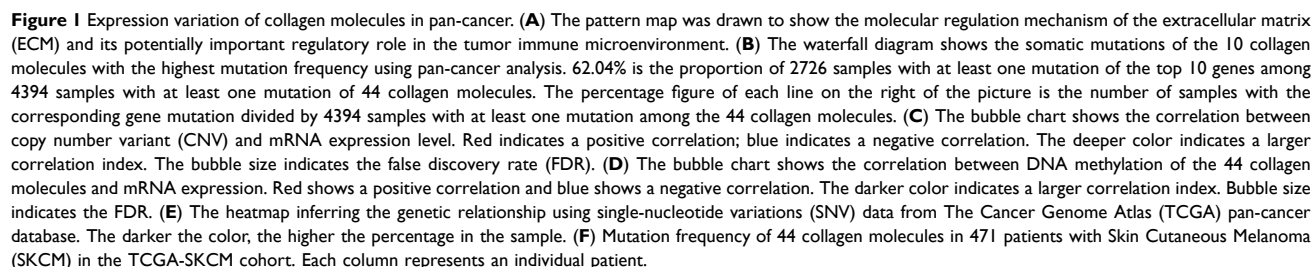 Figure 1 Expression variation of collagen molecules in pan-cancer. (A) The pattern map was drawn to show the molecular regulation mechanism of the extracellular matrix
(ECM) and its potentially important regulatory role in the tumor immune microenvironment. (B) The waterfall diagram shows the somatic mutations of the 10 collagen
molecules with the highest mutation frequency using pan-cancer analysis. 62.04% is the proportion of 2726 samples with at least one mutation of the top 10 genes among
4394 samples with at least one mutation of 44 collagen molecules. The percentage figure of each line on the right of the picture is the number of samples with the
corresponding gene mutation divided by 4394 samples with at least one mutation among the 44 collagen molecules. (C) The bubble chart shows the correlation between
copy number variant (CNV) and mRNA expression level. Red indicates a positive correlation; blue indicates a negative correlation. The deeper color indicates a larger
correlation index. The bubble size indicates the false discovery rate (FDR). (D) The bubble chart shows the correlation between DNA methylation of the 44 collagen
molecules and mRNA expression. Red shows a positive correlation and blue shows a negative correlation. The darker color indicates a larger correlation index. Bubble size
indicates the FDR. (E) The heatmap inferring the genetic relationship using single-nucleotide variations (SNV) data from The Cancer Genome Atlas (TCGA) pan-cancer
database. The darker the color, the higher the percentage in the sample. (F) Mutation frequency of 44 collagen molecules in 471 patients with Skin Cutaneous Melanoma
(SKCM) in the TCGA-SKCM cohort. Each column represents an individual patient.